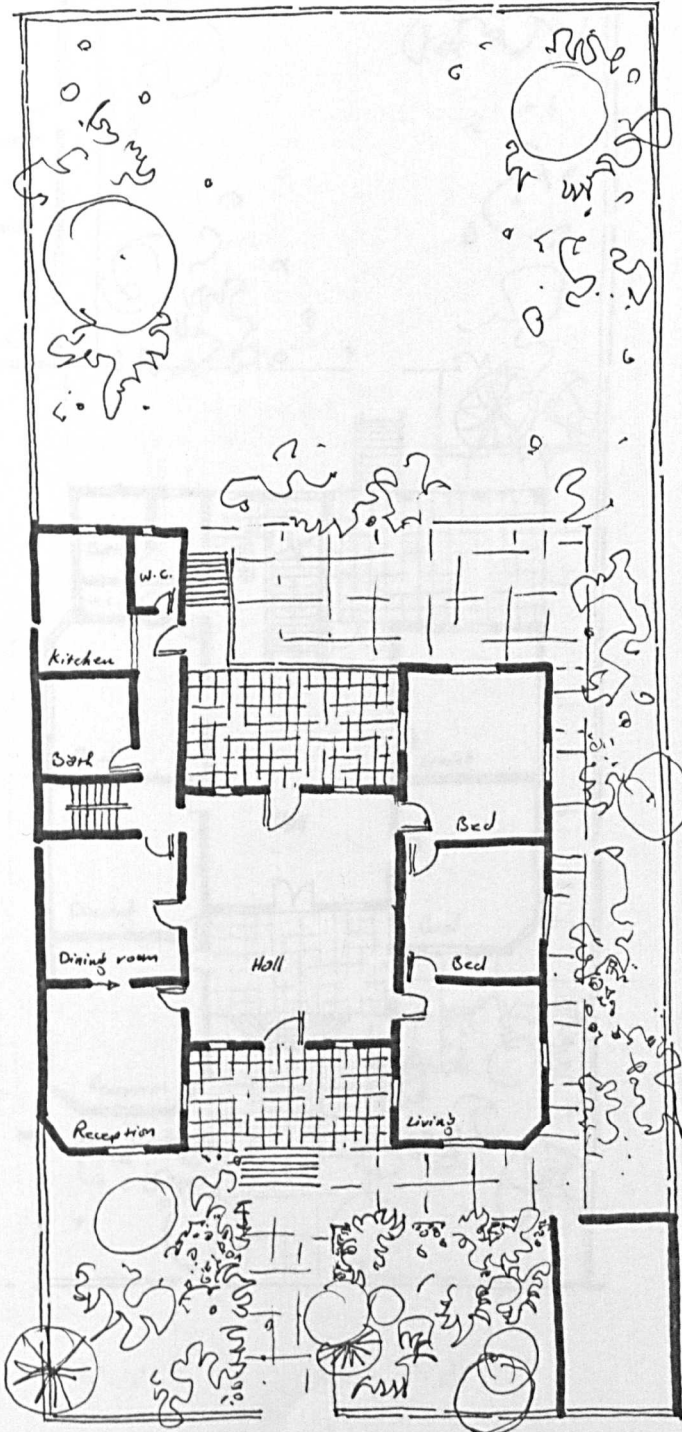 W.C.
Kitchen
Bath
Bed
Dining room
Hall
Bed
Reception
Living